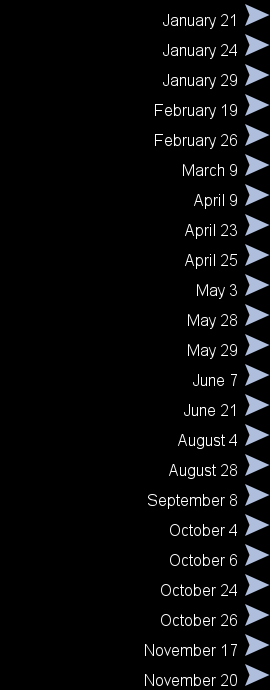 January 21
January 24
January 29
February 19
February 26
March 9
April 9
April 23
April 25
May 3
May 28
May 29
June 7
June 21
August 4
August 28
September 8
October 4
October 6
October 24
October 26
November 17
November 20